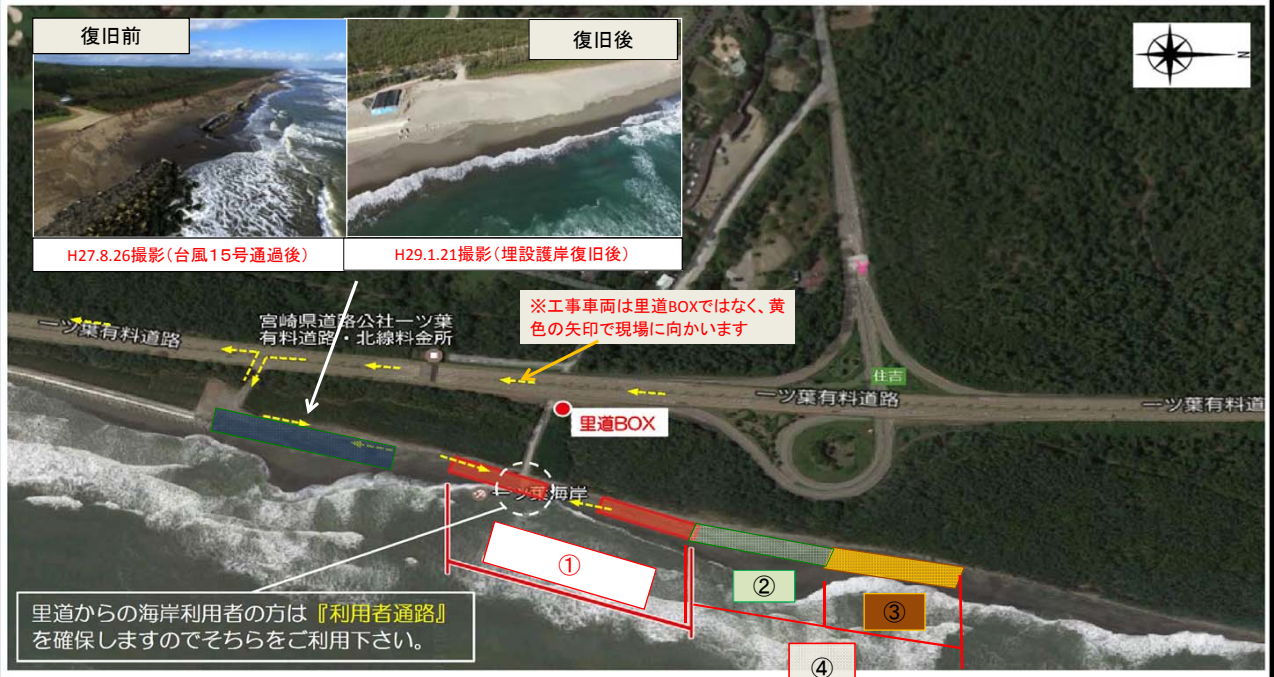 復旧前
復旧後
N
H27.8.26撮影(台風15号通過後)
H29.1.21撮影(埋設護岸復旧後)
※工事車両は里道BOXではなく、黄
色の矢印で現場に向かいます
一ツ葉有料道路
宮崎県道路公社一ツ葉
有料道路・北線料金所
住吉
一ツ葉有料道路
一ツ葉有料道
里道BOX
一ツ葉海岸
①
②
③
④
里道からの海岸利用者の方は『利用者通路』
を確保しますのでそちらをご利用下さい。